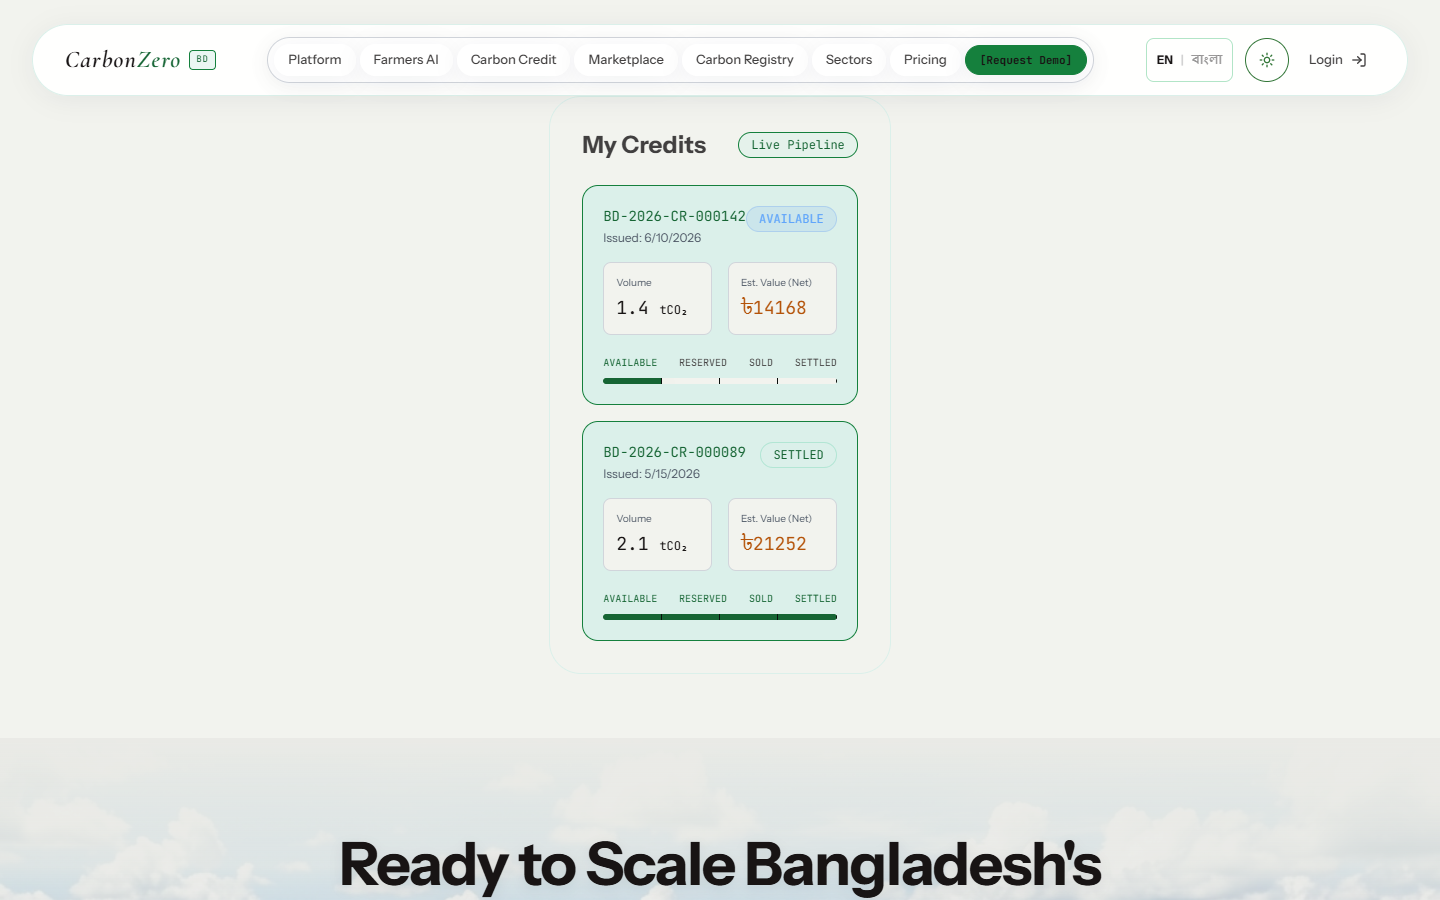 CarbonZero BD
Platform Farmers AI Carbon Credit Marketplace Carbon Registry Sectors Pricing [Request Demo]
EN | বাংলা
Login
My Credits
Live Pipeline
BD-2026-CR-000142
AVAILABLE
Issued: 6/10/2026
Volume
1.4 tCO₂
Est. Value (Net)
৳14168
AVAILABLE RESERVED SOLD SETTLED
BD-2026-CR-000089
SETTLED
Issued: 5/15/2026
Volume
2.1 tCO₂
Est. Value (Net)
৳21252
AVAILABLE RESERVED SOLD SETTLED
Ready to Scale Bangladesh's